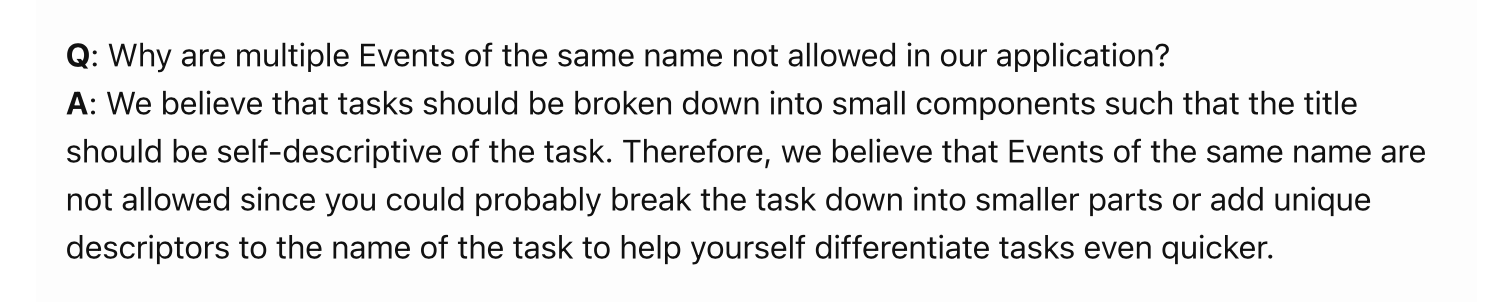 Q: Why are multiple Events of the same name not allowed in our application?
A: We believe that tasks should be broken down into small components such that the title
should be self-descriptive of the task. Therefore, we believe that Events of the same name are
not allowed since you could probably break the task down into smaller parts or add unique
descriptors to the name of the task to help yourself differentiate tasks even quicker.